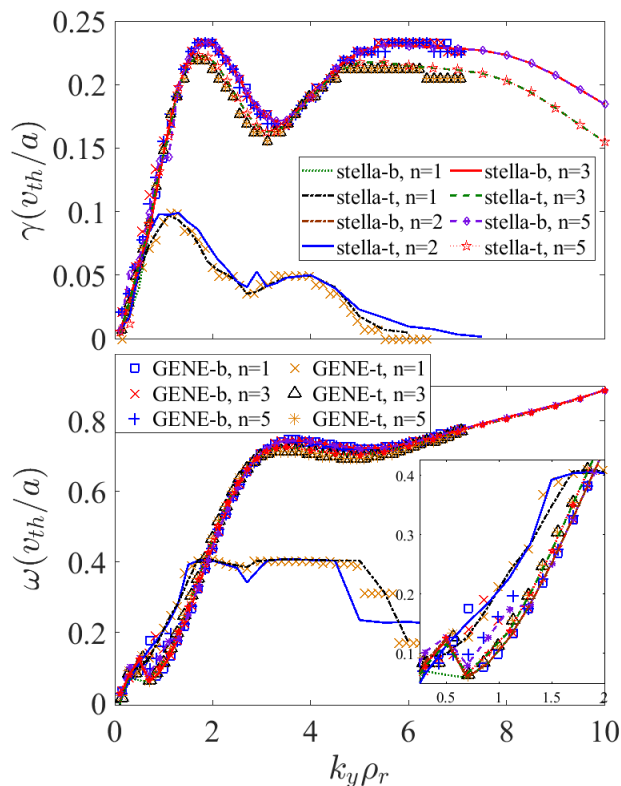 0.25
0.2
0.15
0.1
0.05
0
γ(v_th/a)
stella-b, n=1
stella-t, n=1
stella-b, n=2
stella-t, n=2
stella-b, n=3
stella-t, n=3
stella-b, n=5
stella-t, n=5
GENE-b, n=1
GENE-b, n=3
GENE-b, n=5
GENE-t, n=1
GENE-t, n=3
GENE-t, n=5
0.8
0.6
0.4
0.2
0
ω(v_th/a)
0.4
0.3
0.2
0.1
0.5 1 1.5 2
0 2 4 6 8 10
k_yρ_r